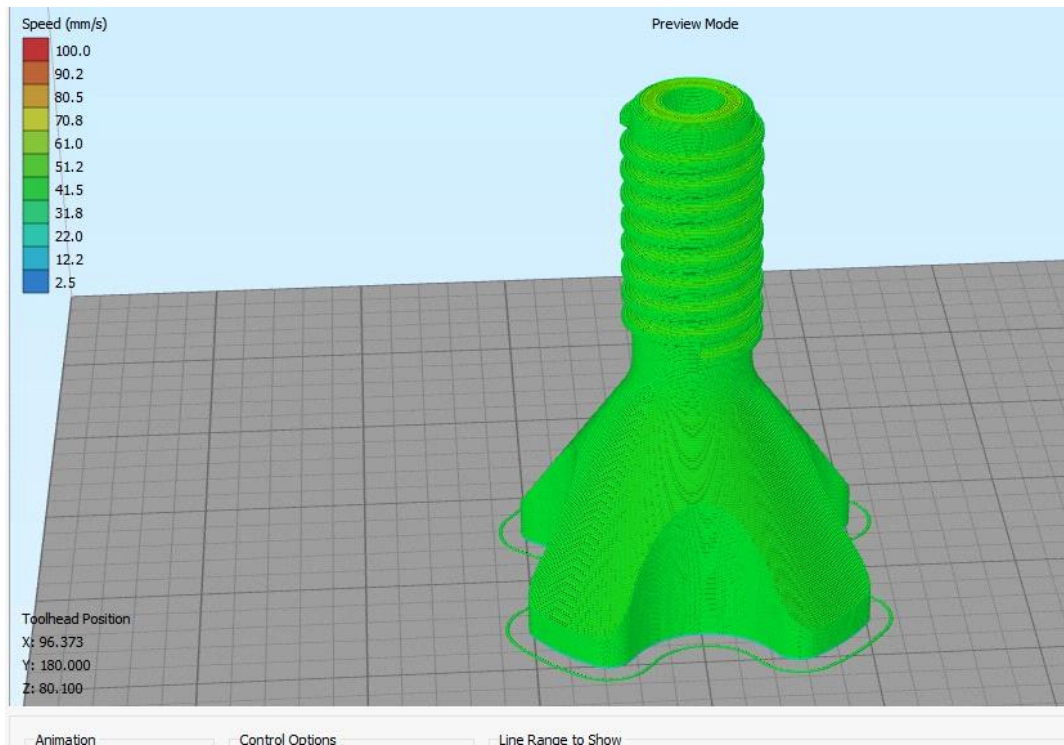 Speed (mm/s)
Preview Mode
100.0
90.2
80.5
70.8
61.0
51.2
41.5
31.8
22.0
12.2
2.5
Toolhead Position
X: 96.373
Y: 180.000
Z: 80.100
Animation
Control Options
Line Range to Show